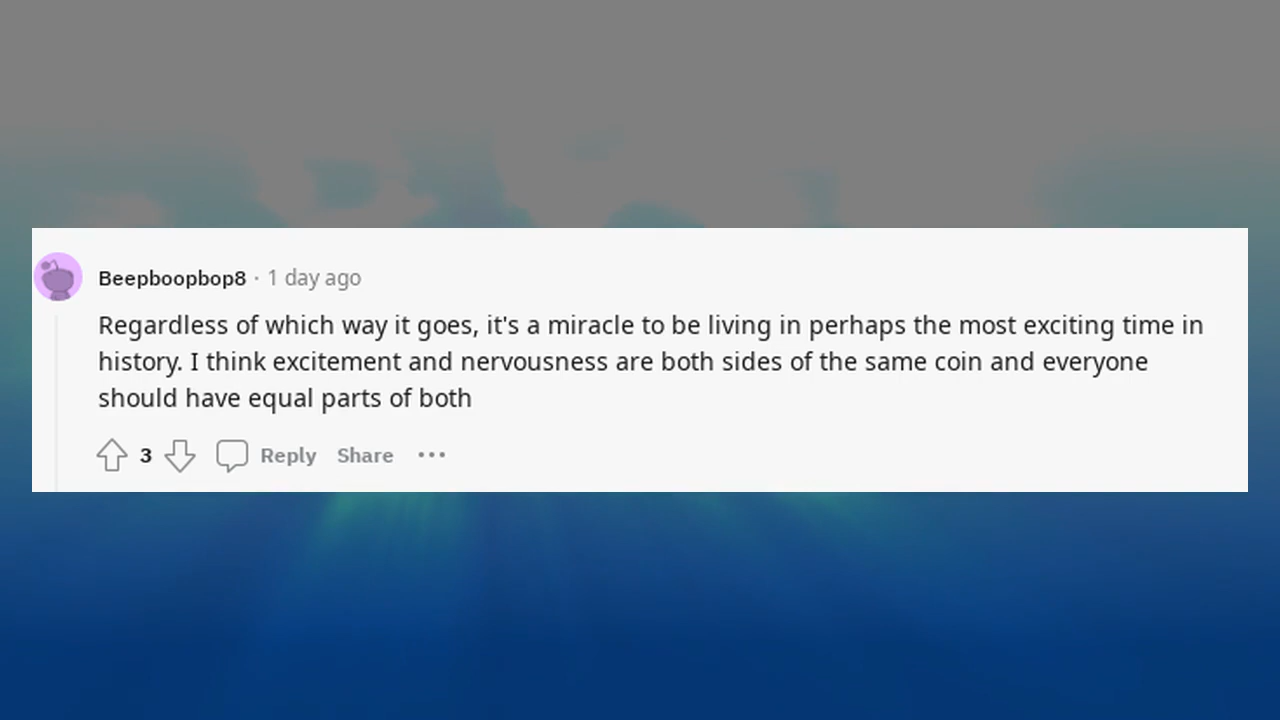 Beepboopbop8 · 1 day ago
Regardless of which way it goes, it's a miracle to be living in perhaps the most exciting time in
history. I think excitement and nervousness are both sides of the same coin and everyone
should have equal parts of both
3 Reply Share ···